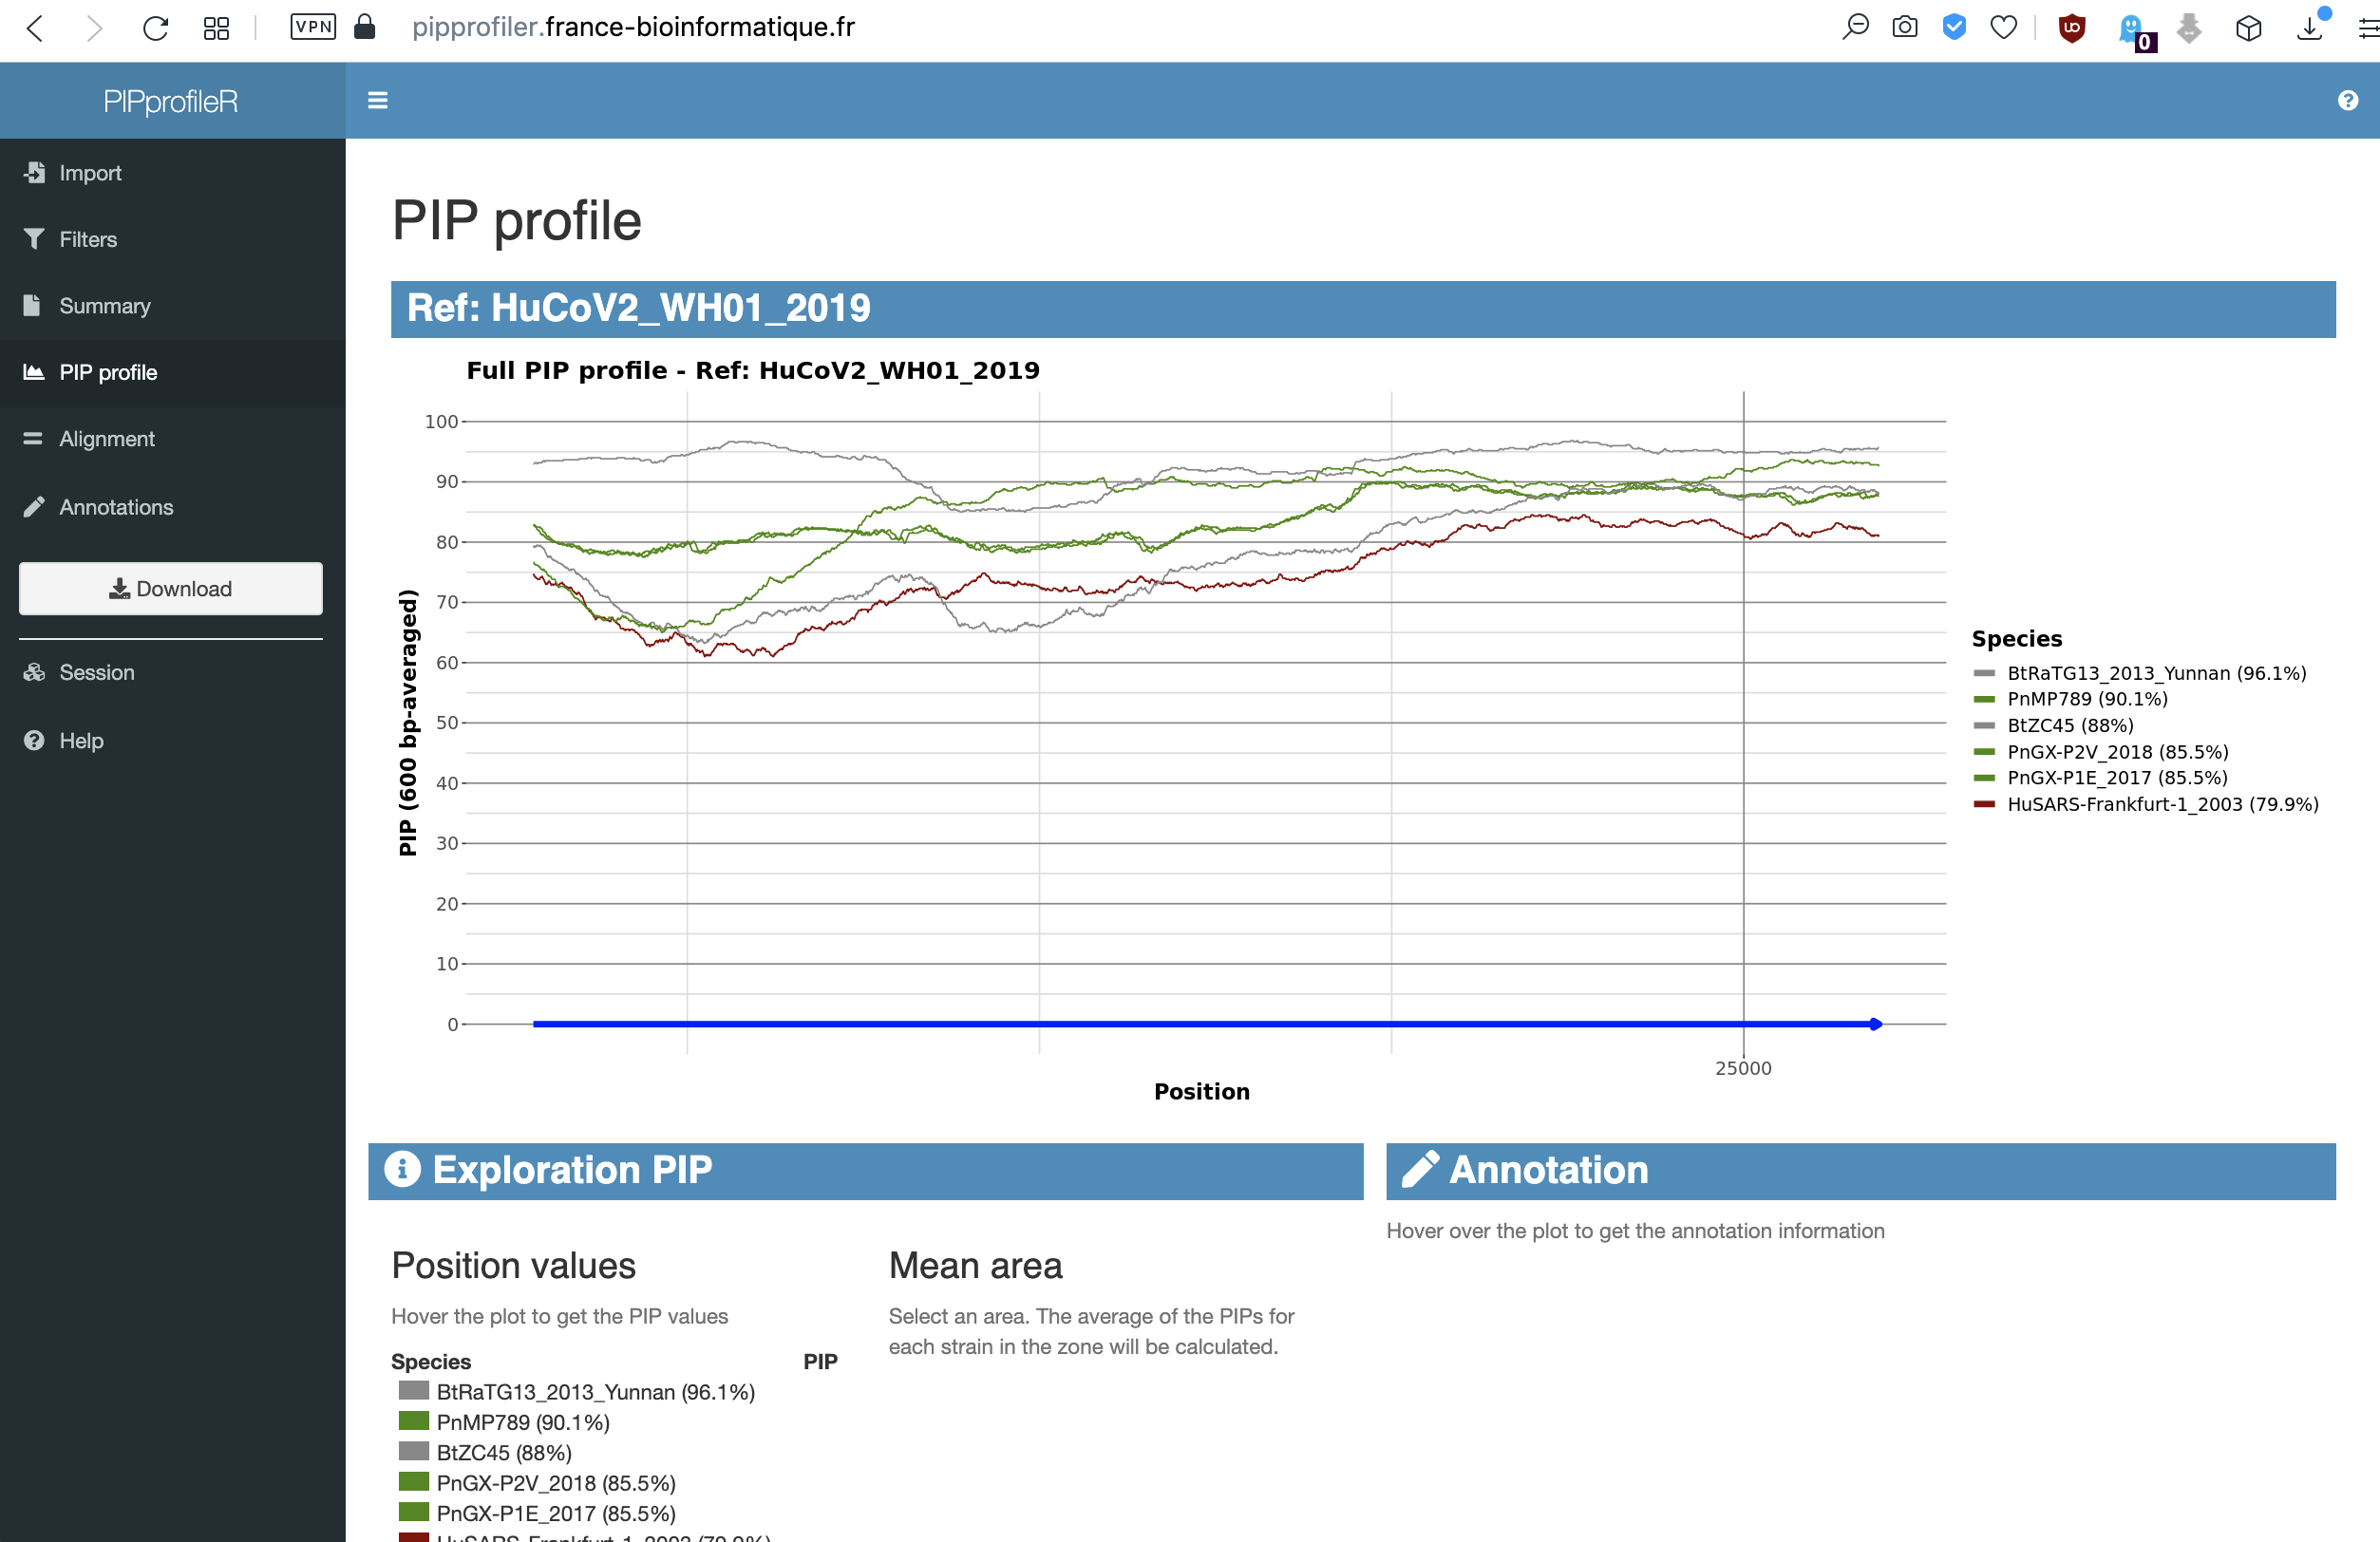 VPN
pipprofiler.france-bioinformatique.fr
0
PIPprofileR
Import
Filters
Summary
PIP profile
Alignment
Annotations
Download
Session
Help
PIP profile
Ref: HuCoV2_WH01_2019
Full PIP profile - Ref: HuCoV2_WH01_2019
100
90
80
70
60
50
40
30
20
10
0
PIP (600 bp-averaged)
25000
Position
Species
BtRaTG13_2013_Yunnan (96.1%)
PnMP789 (90.1%)
BtZC45 (88%)
PnGX-P2V_2018 (85.5%)
PnGX-P1E_2017 (85.5%)
HuSARS-Frankfurt-1_2003 (79.9%)
Exploration PIP
Position values
Hover the plot to get the PIP values
Species PIP
BtRaTG13_2013_Yunnan (96.1%)
PnMP789 (90.1%)
BtZC45 (88%)
PnGX-P2V_2018 (85.5%)
PnGX-P1E_2017 (85.5%)
HuSARS-Frankfurt-1_2003 (79.9%)
Mean area
Select an area. The average of the PIPs for
each strain in the zone will be calculated.
Annotation
Hover over the plot to get the annotation information